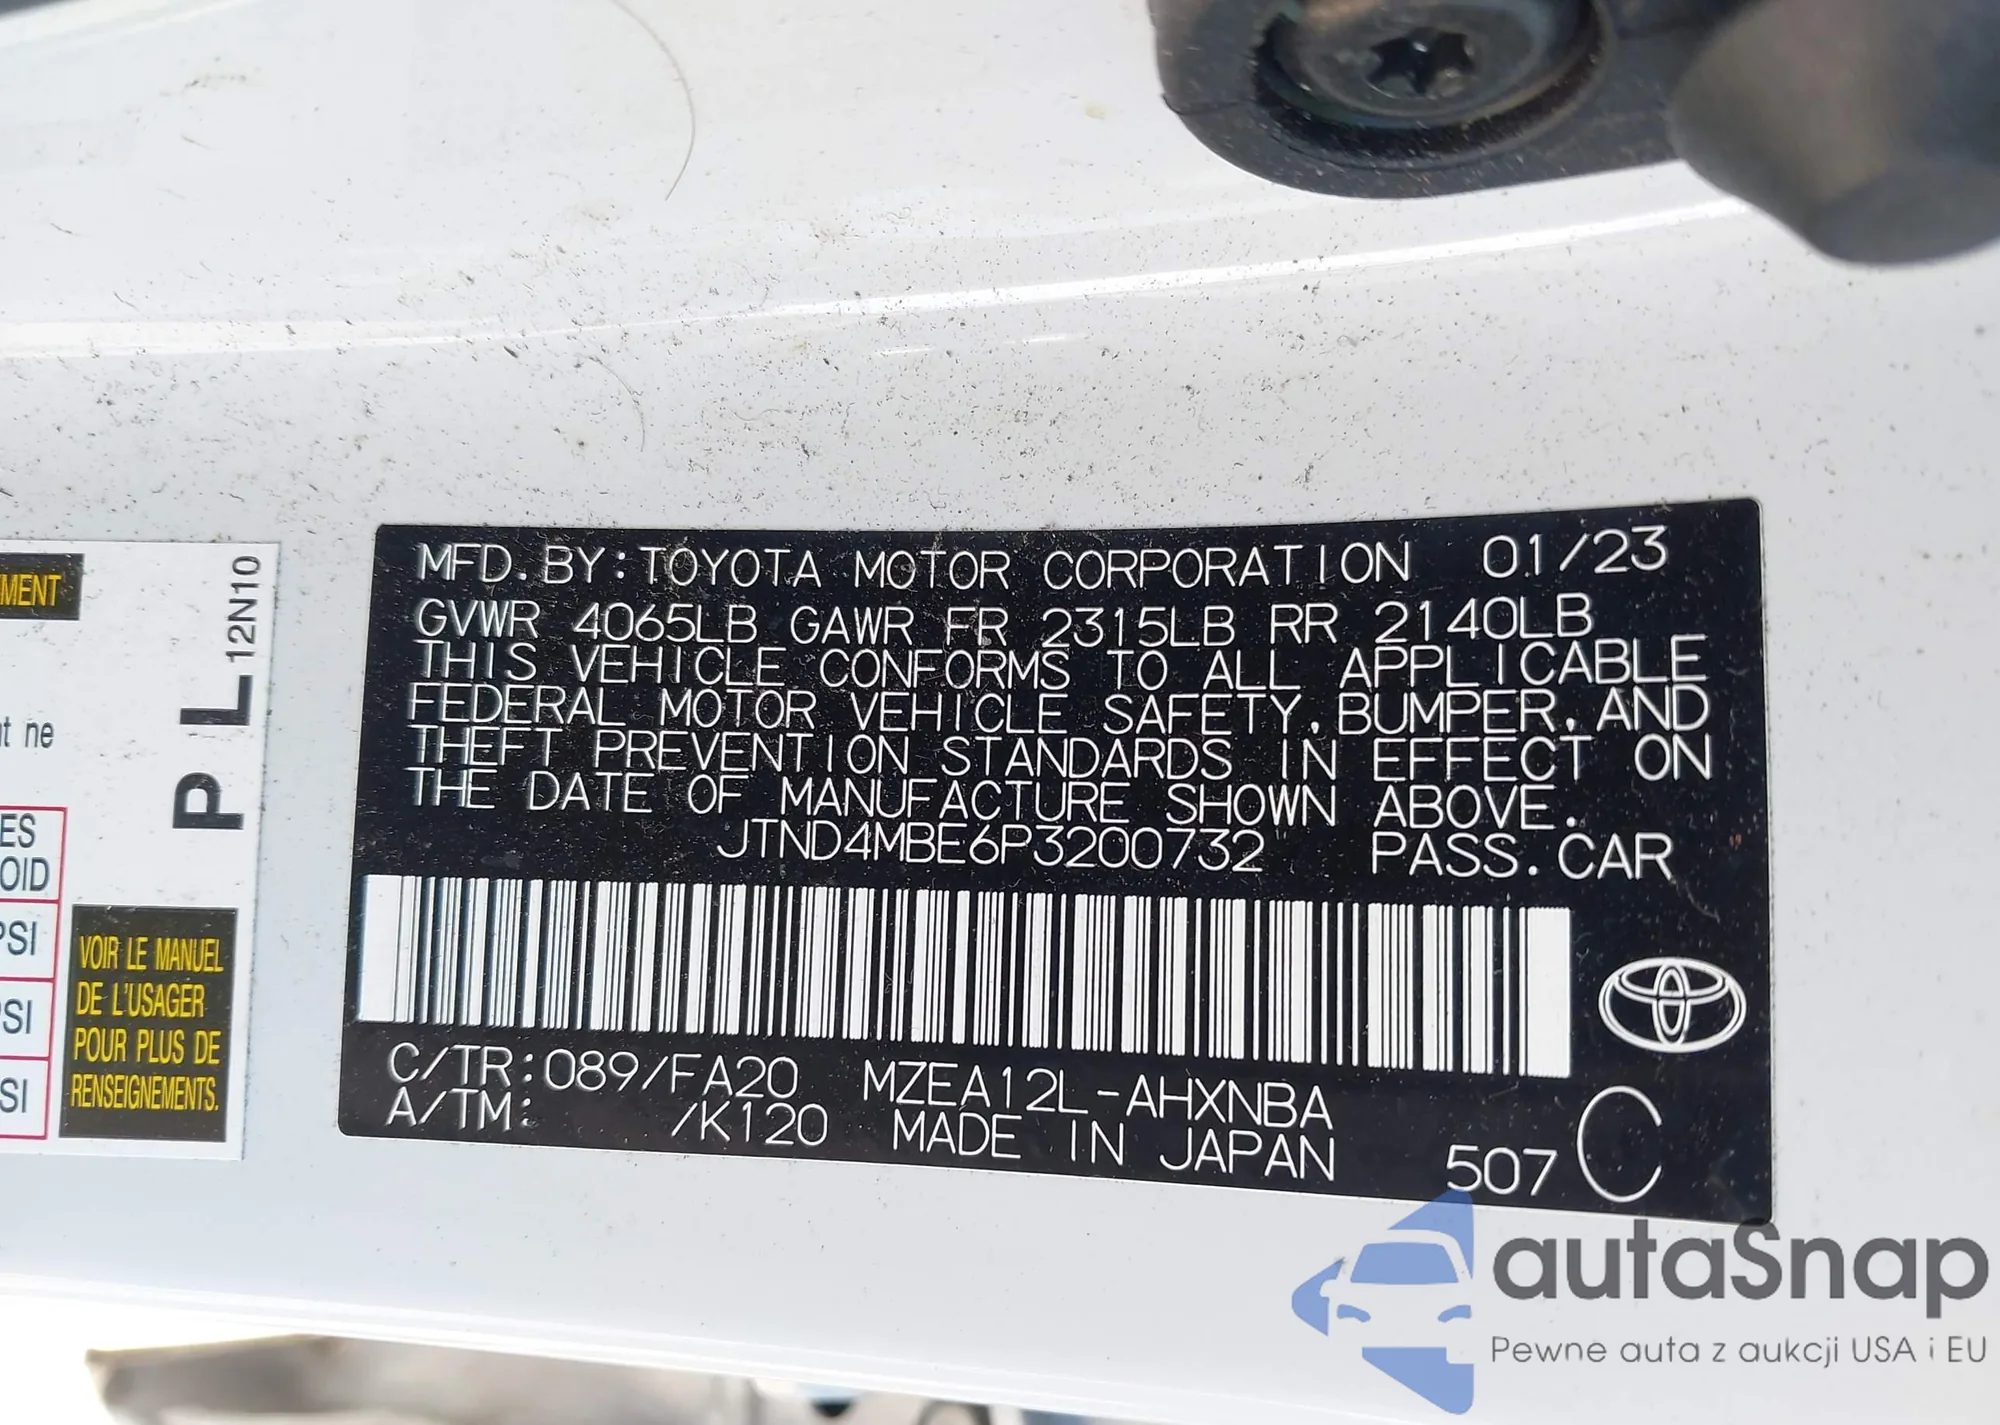 MFD.BY:TOYOTA MOTOR CORPORATION 01/23
GVWR 4065LB GAWR FR 2315LB RR 2140LB
THIS VEHICLE CONFORMS TO ALL APPLICABLE
FEDERAL MOTOR VEHICLE SAFETY, BUMPER, AND
THEFT PREVENTION STANDARDS IN EFFECT ON
THE DATE OF MANUFACTURE SHOWN ABOVE.
JTND4MBE6P3200732 PASS.CAR
C/TR:089/FA20 MZEA12L-AHXNBA
A/TM: /K120 MADE IN JAPAN
507 C
PL12N10
MENT
t ne
ES
OID
PSI
PSI
SI
VOIR LE MANUEL
DE L'USAGER
POUR PLUS DE
RENSEIGNEMENTS.
autaSnap
Pewne auta z aukcji USA i EU